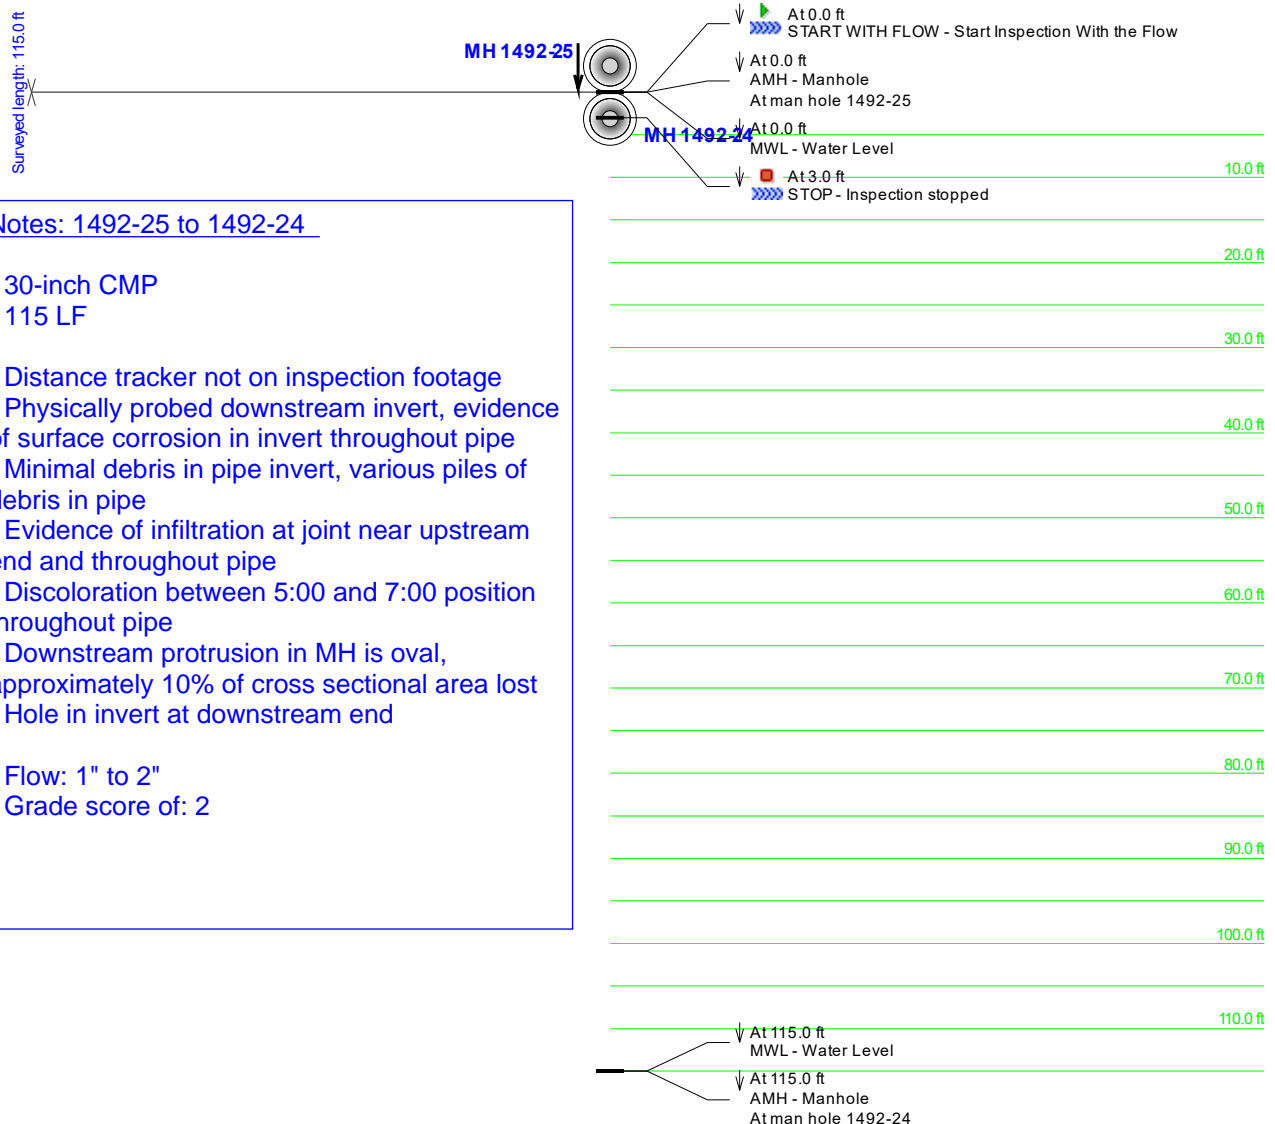 Surveyed length: 115.0 ft
MH 1492-25
MH 1492-24
At 0.0 ft
START WITH FLOW - Start Inspection With the Flow
At 0.0 ft
AMH - Manhole
At man hole 1492-25
At 0.0 ft
MWL - Water Level
At 3.0 ft
STOP - Inspection stopped
10.0 ft
20.0 ft
30.0 ft
40.0 ft
50.0 ft
60.0 ft
70.0 ft
80.0 ft
90.0 ft
100.0 ft
110.0 ft
Notes: 1492-25 to 1492-24
30-inch CMP
115 LF
Distance tracker not on inspection footage
Physically probed downstream invert, evidence
of surface corrosion in invert throughout pipe
Minimal debris in pipe invert, various piles of
debris in pipe
Evidence of infiltration at joint near upstream
end and throughout pipe
Discoloration between 5:00 and 7:00 position
throughout pipe
Downstream protrusion in MH is oval,
approximately 10% of cross sectional area lost
Hole in invert at downstream end
Flow: 1" to 2"
Grade score of: 2
At 115.0 ft
MWL - Water Level
At 115.0 ft
AMH - Manhole
At man hole 1492-24